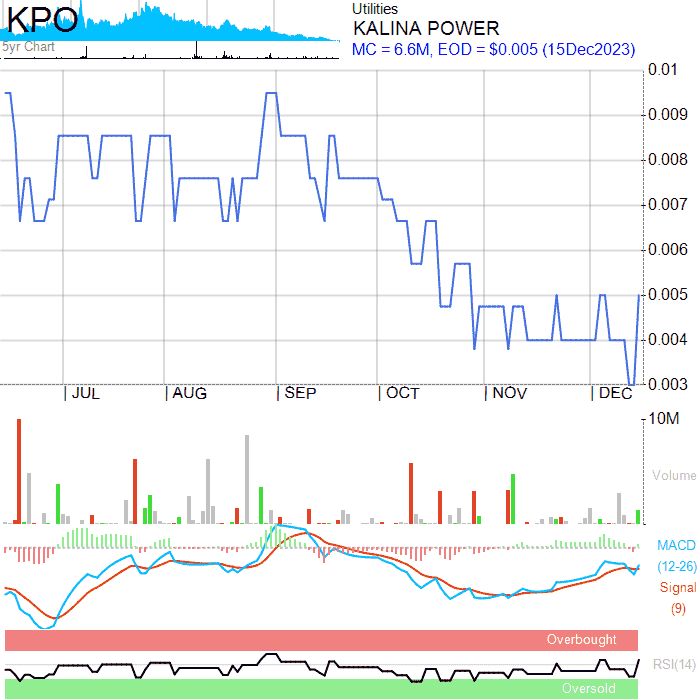 KPO
5yr Chart
Utilities
KALINA POWER
MC = 6.6M, EOD = $0.005 (15Dec2023)
0.01
0.009
0.008
0.007
0.006
0.005
0.004
0.003
JUL AUG SEP OCT NOV DEC
10M
Volume
MACD
(12-26)
Signal
(9)
Overbought
RSI(14)
Oversold